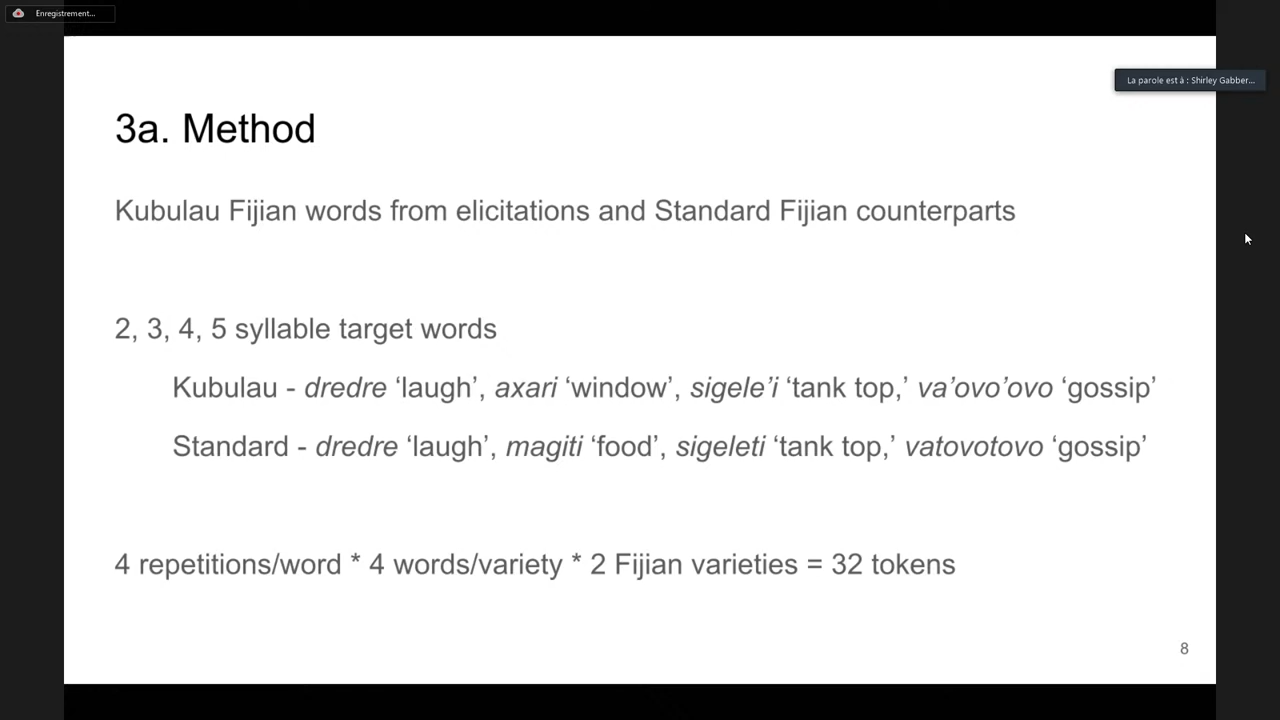 Enregistrement...
La parole est à : Shirley Gabber...
3a. Method
Kubulau Fijian words from elicitations and Standard Fijian counterparts
2, 3, 4, 5 syllable target words
Kubulau - dredre ‘laugh’, axari ‘window’, sigele’i ‘tank top,’ va’ovo’ovo ‘gossip’
Standard - dredre ‘laugh’, magiti ‘food’, sigeleti ‘tank top,’ vatovotovo ‘gossip’
4 repetitions/word * 4 words/variety * 2 Fijian varieties = 32 tokens
8